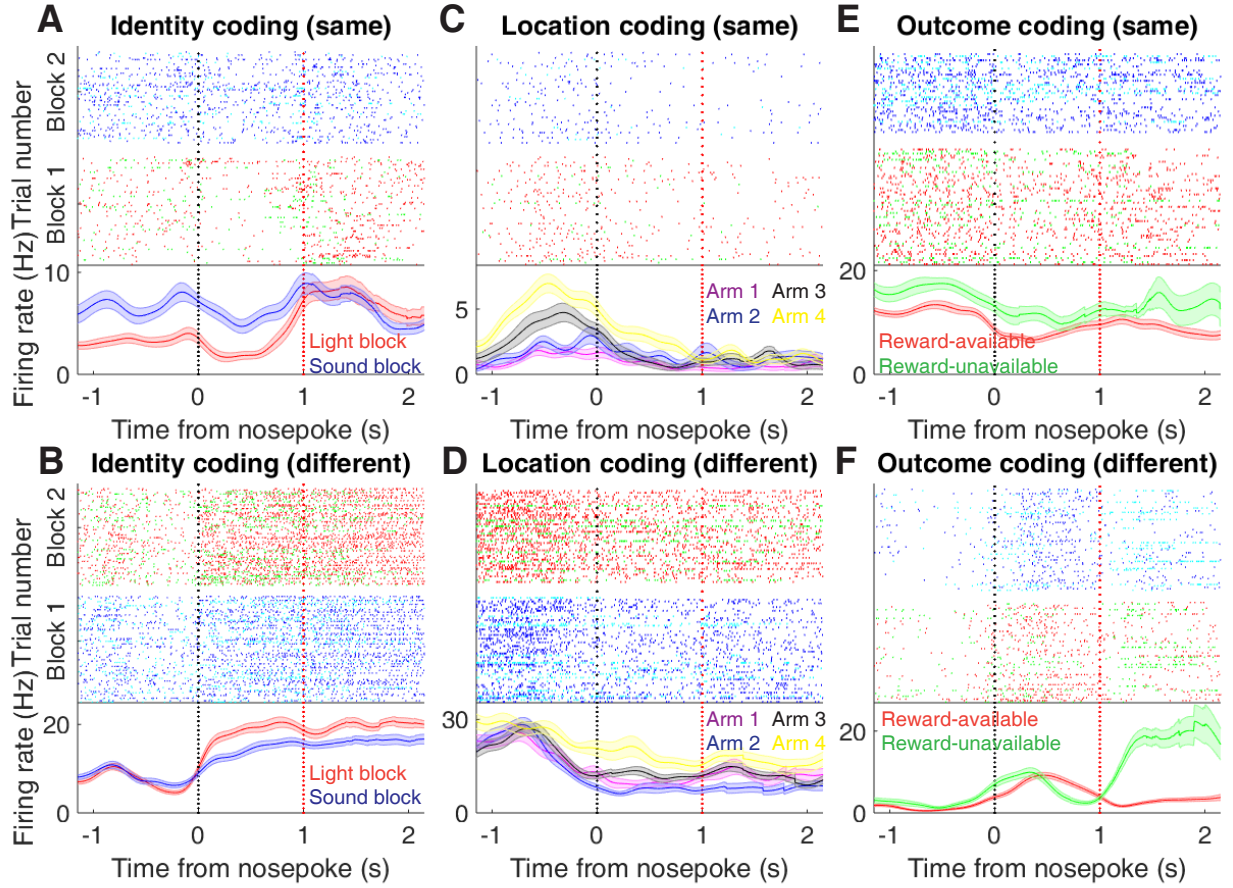 A Identity coding (same)
Block 2
Block 1
Trial number
Firing rate (Hz)
10
0
Light block
Sound block
-1 0 1 2
Time from nosepoke (s)
C Location coding (same)
5
0
Arm 1 Arm 3
Arm 2 Arm 4
-1 0 1 2
Time from nosepoke (s)
E Outcome coding (same)
20
0
Reward-available
Reward-unavailable
-1 0 1 2
Time from nosepoke (s)
B Identity coding (different)
Block 2
Block 1
Trial number
Firing rate (Hz)
20
0
Light block
Sound block
-1 0 1 2
Time from nosepoke (s)
D Location coding (different)
30
0
Arm 1 Arm 3
Arm 2 Arm 4
-1 0 1 2
Time from nosepoke (s)
F Outcome coding (different)
20
0
Reward-available
Reward-unavailable
-1 0 1 2
Time from nosepoke (s)